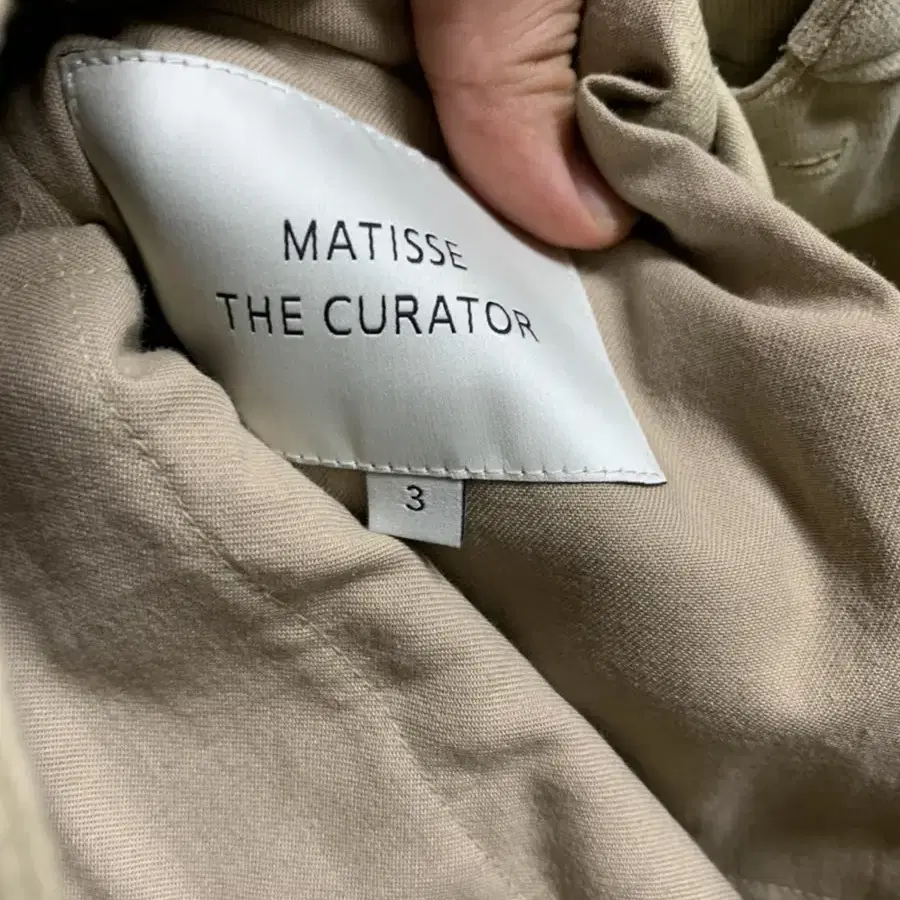 MATISSE
THE CURATOR
3